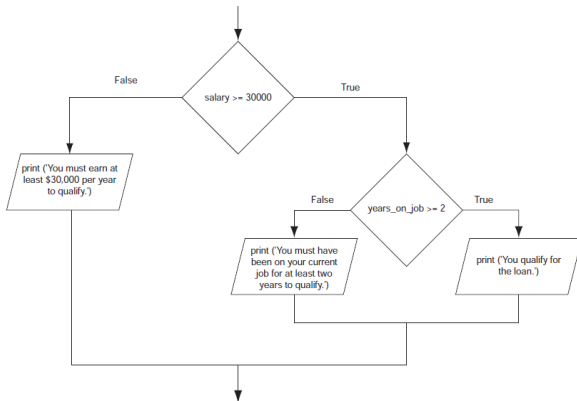 False
True
salary >= 30000
print ('You must earn at
least $30,000 per year
to qualify.')
False
True
years_on_job >= 2
print ('You must have
been on your current
job for at least two
years to qualify.')
print ('You qualify for
the loan.')